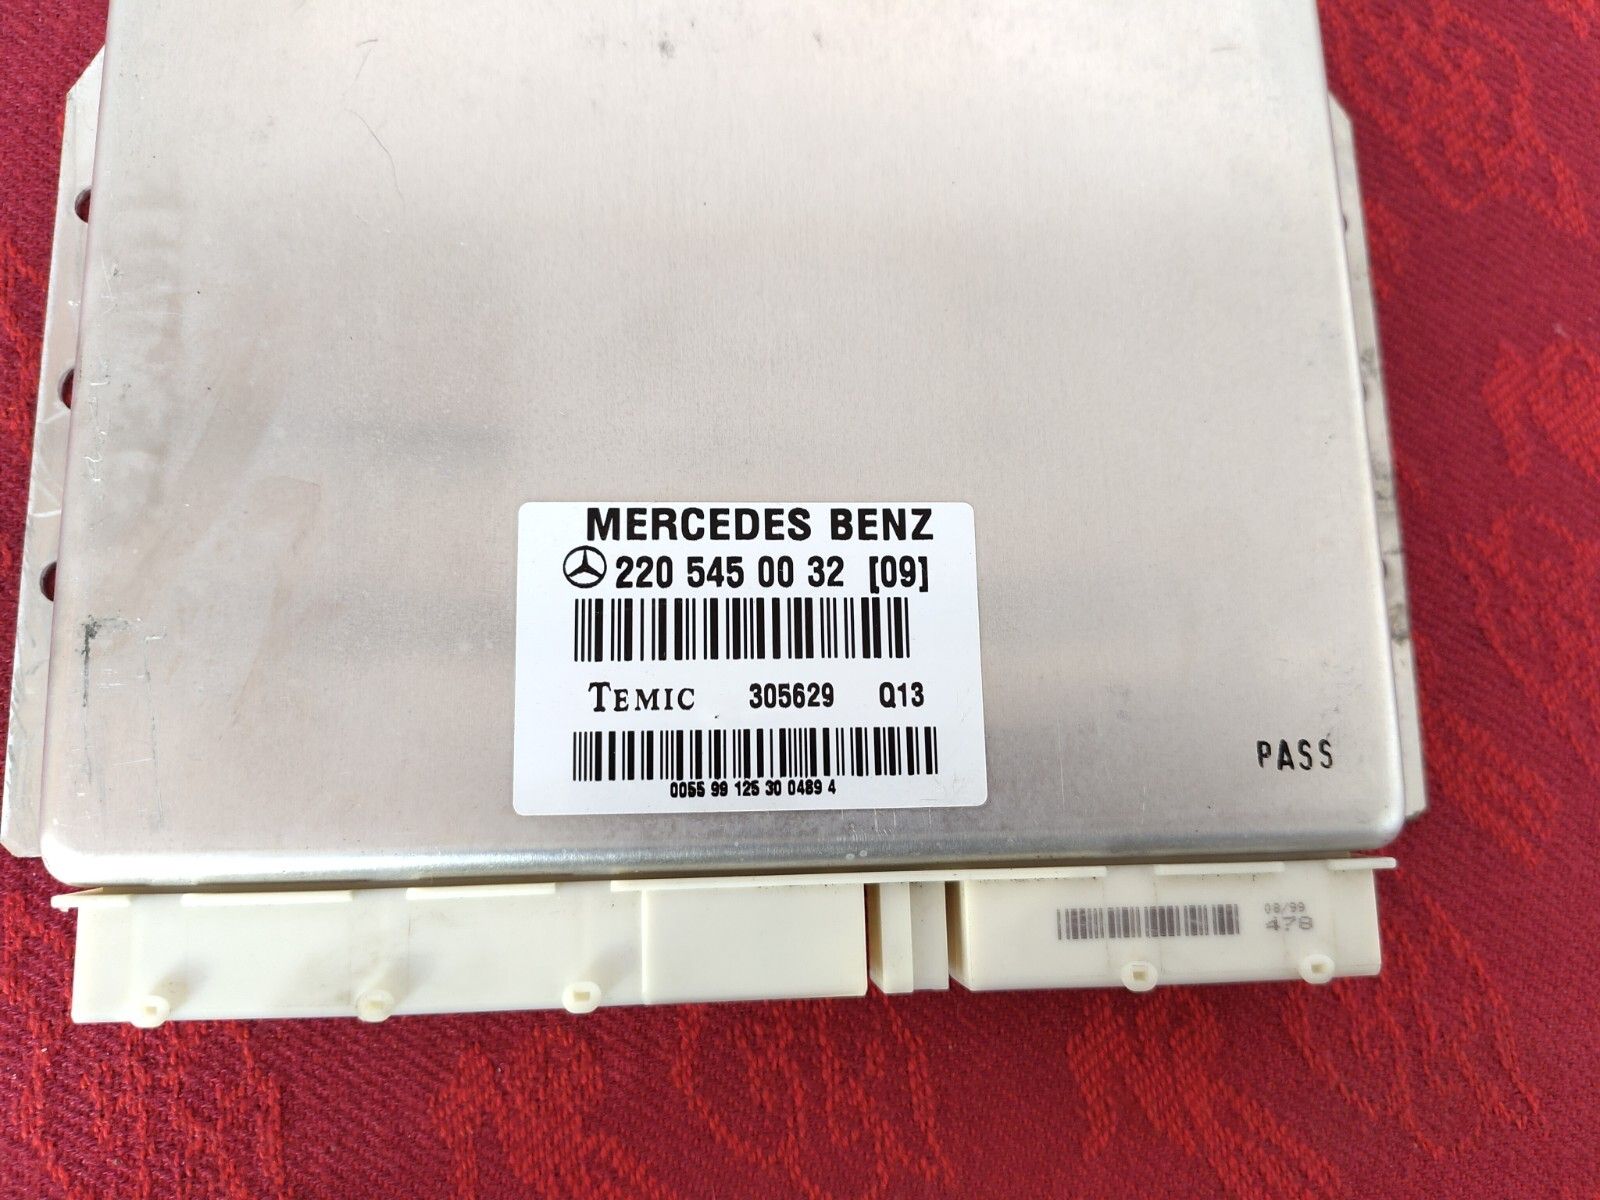 MERCEDES BENZ
220 545 00 32 [09]
TEMIC 305629 Q13
0055 99 125 30 0489 4
PASS
08/99
478